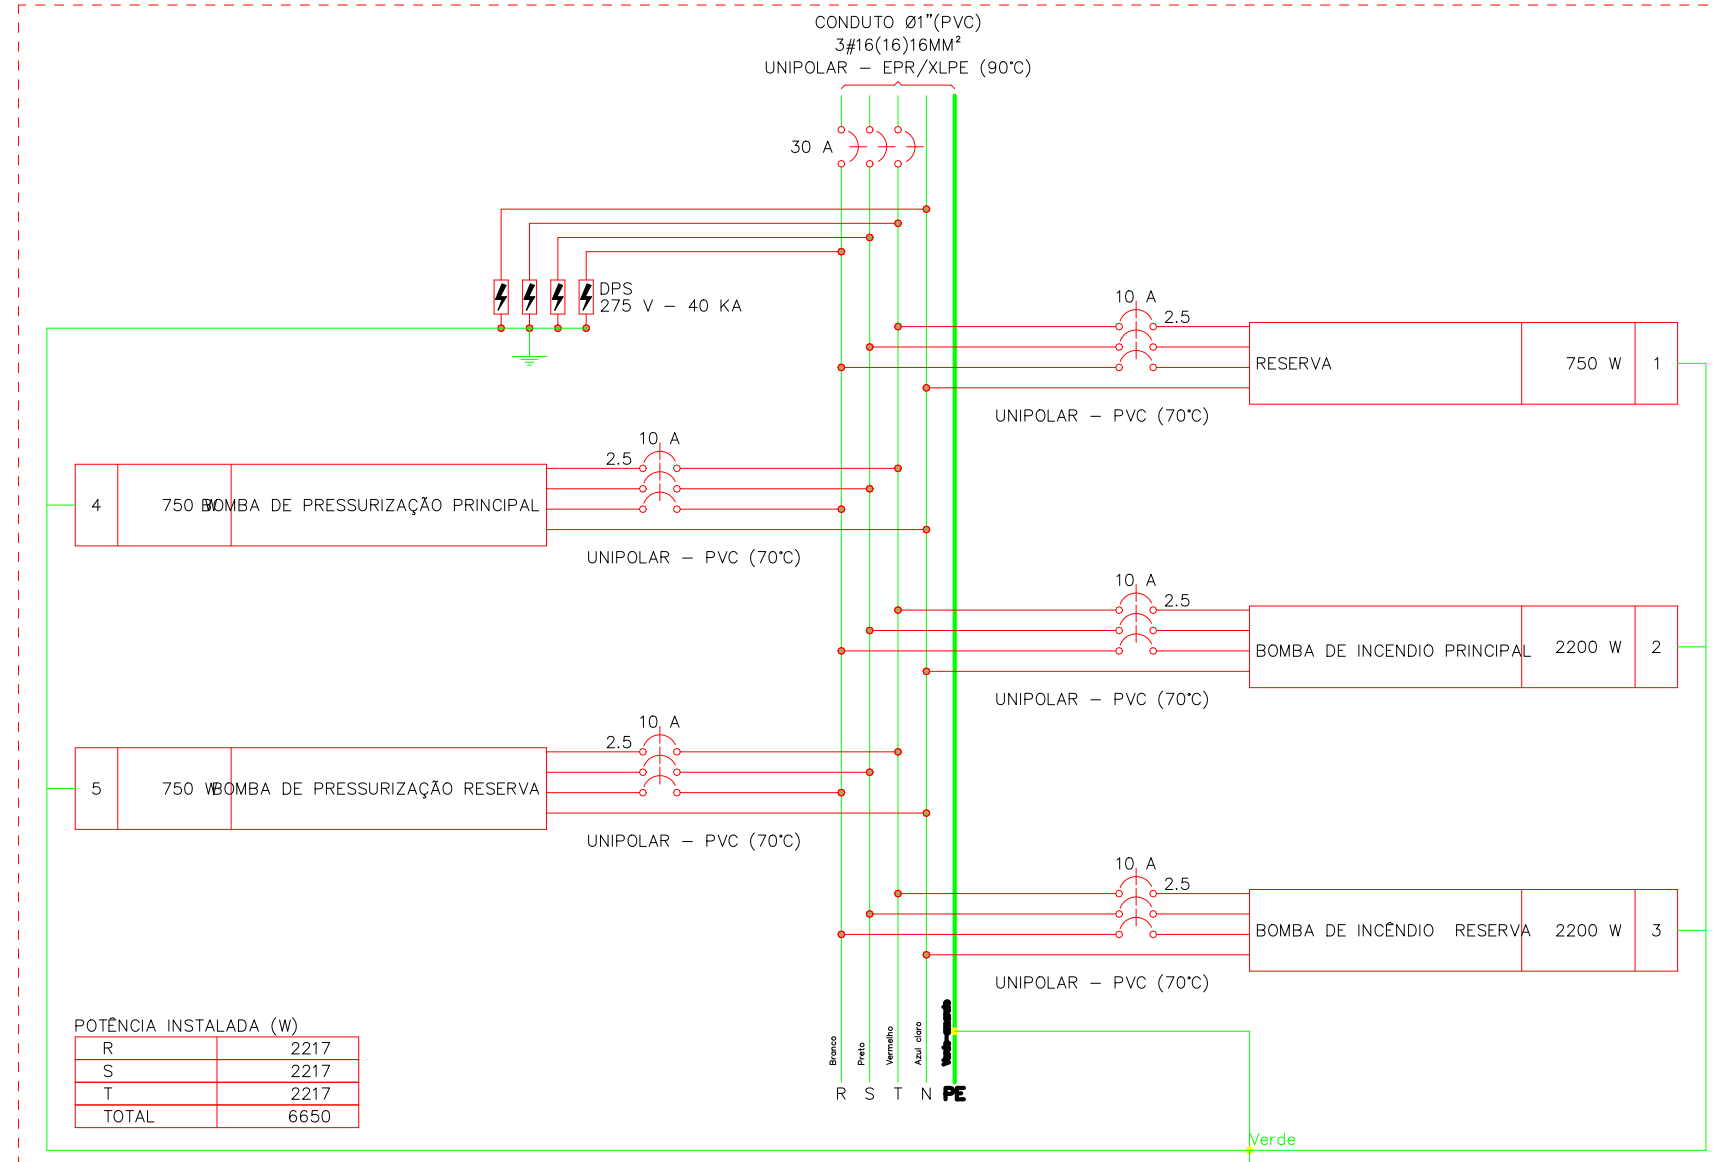 CONDUTO Ø1"(PVC)
3#16(16)16MM²
UNIPOLAR – EPR/XLPE (90°C)
30 A
DPS
275 V – 40 KA
10 A
2.5
RESERVA 750 W 1
UNIPOLAR – PVC (70°C)
10 A
2.5
4 750 W BOMBA DE PRESSURIZAÇÃO PRINCIPAL
UNIPOLAR – PVC (70°C)
10 A
2.5
BOMBA DE INCENDIO PRINCIPAL 2200 W 2
UNIPOLAR – PVC (70°C)
10 A
2.5
5 750 W BOMBA DE PRESSURIZAÇÃO RESERVA
UNIPOLAR – PVC (70°C)
10 A
2.5
BOMBA DE INCÊNDIO RESERVA 2200 W 3
UNIPOLAR – PVC (70°C)
POTÊNCIA INSTALADA (W)
R 2217
S 2217
T 2217
TOTAL 6650
Branco
Preto
Vermelho
Azul claro
R S T N PE
Verde